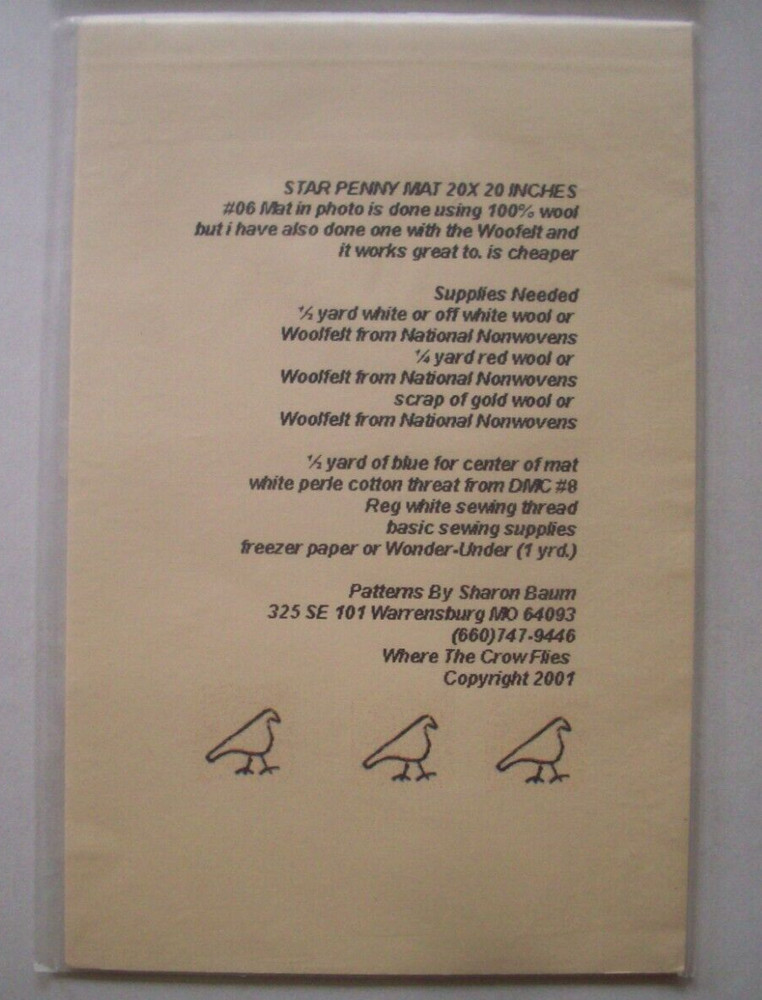 STAR PENNY MAT 20X 20 INCHES
#06 Mat in photo is done using 100% wool
but i have also done one with the Woofelt and
it works great to. is cheaper
Supplies Needed
½ yard white or off white wool or
Woolfelt from National Nonwovens
¼ yard red wool or
Woolfelt from National Nonwovens
scrap of gold wool or
Woolfelt from National Nonwovens
½ yard of blue for center of mat
white perle cotton threat from DMC #8
Reg white sewing thread
basic sewing supplies
freezer paper or Wonder-Under (1 yrd.)
Patterns By Sharon Baum
325 SE 101 Warrensburg MO 64093
(660)747-9446
Where The Crow Flies
Copyright 2001